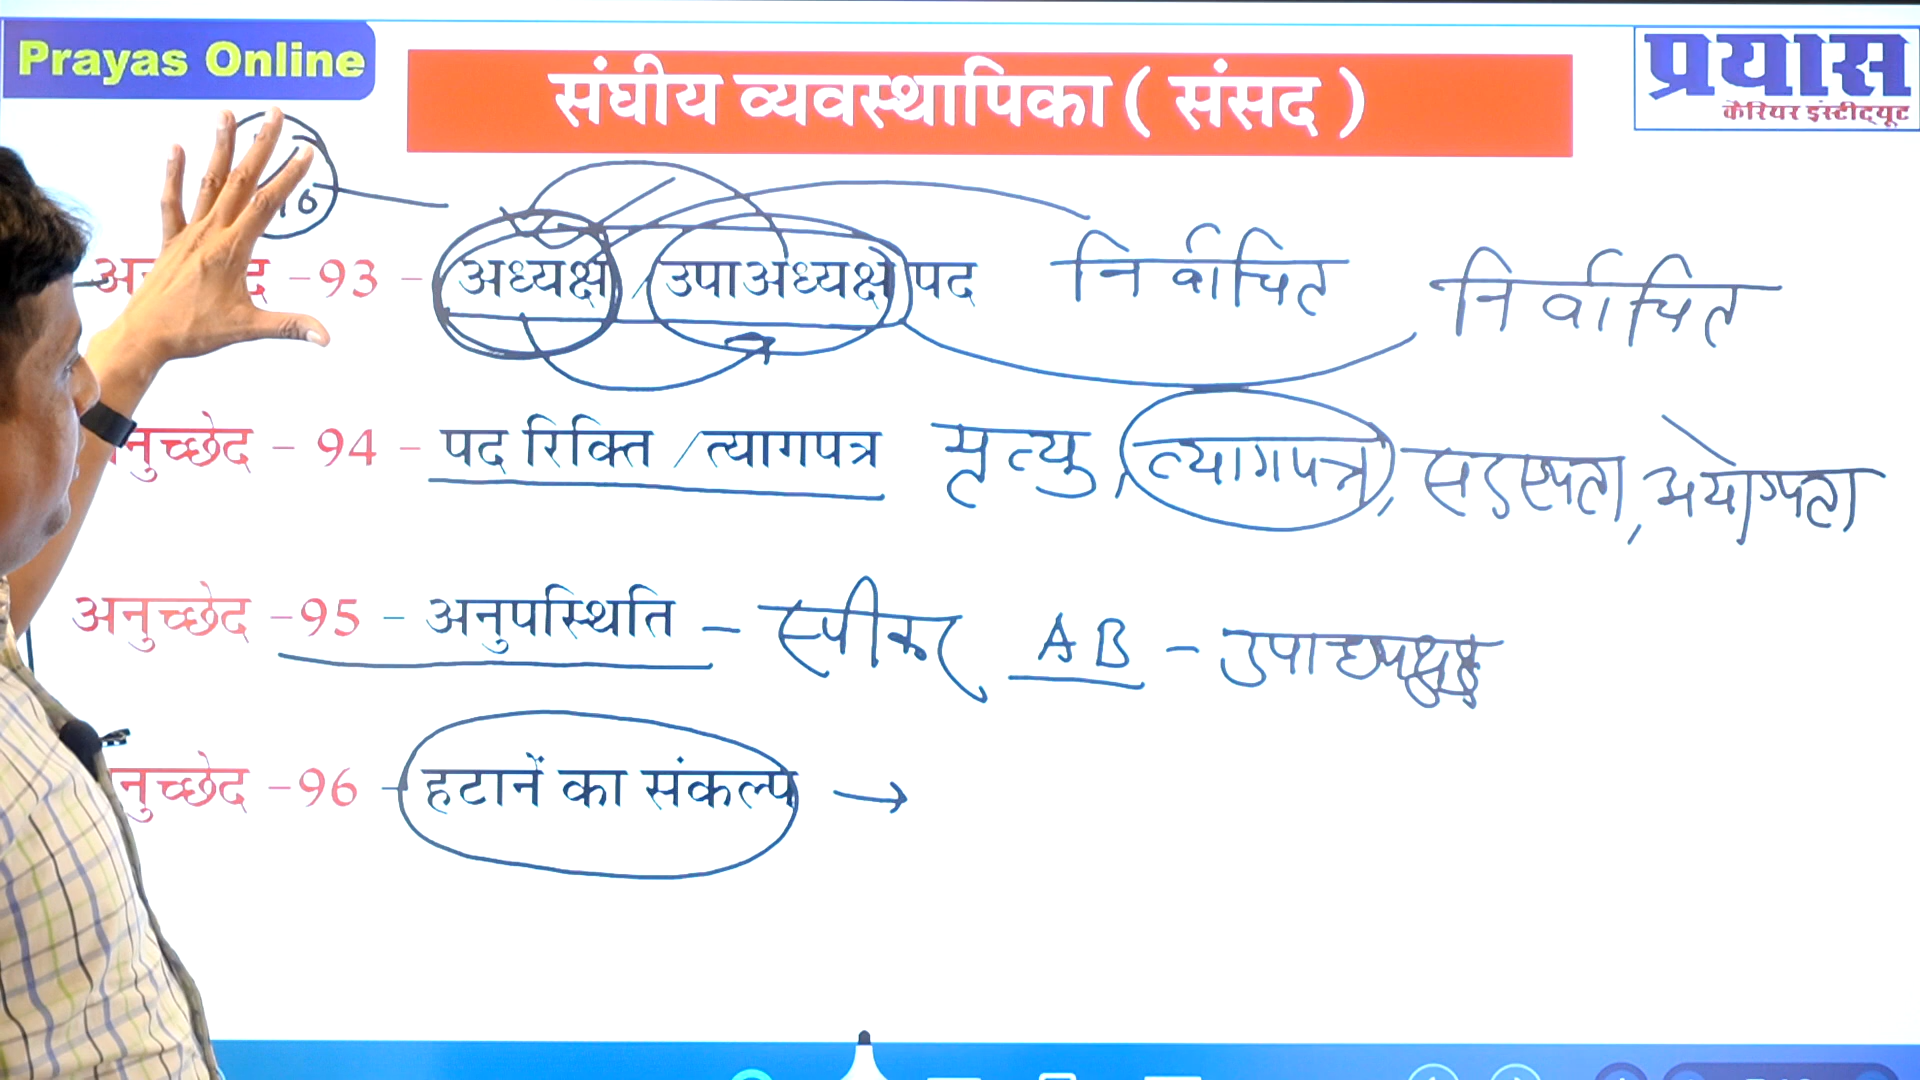 Prayas Online
संघीय व्यवस्थापिका ( संसद )
प्रयास
कैरियर इंस्टीट्यूट
-93 - अध्यक्ष / उपाअध्यक्ष पद निर्वाचित निर्वाचित
नुच्छेद - 94 - पद रिक्ति / त्यागपत्र मृत्यु, त्यागपत्र, सदस्यता, अयोग्यता
अनुच्छेद -95 - अनुपस्थिति - स्पीकर AB - उपाध्यक्ष
नुच्छेद -96 - हटानें का संकल्प →